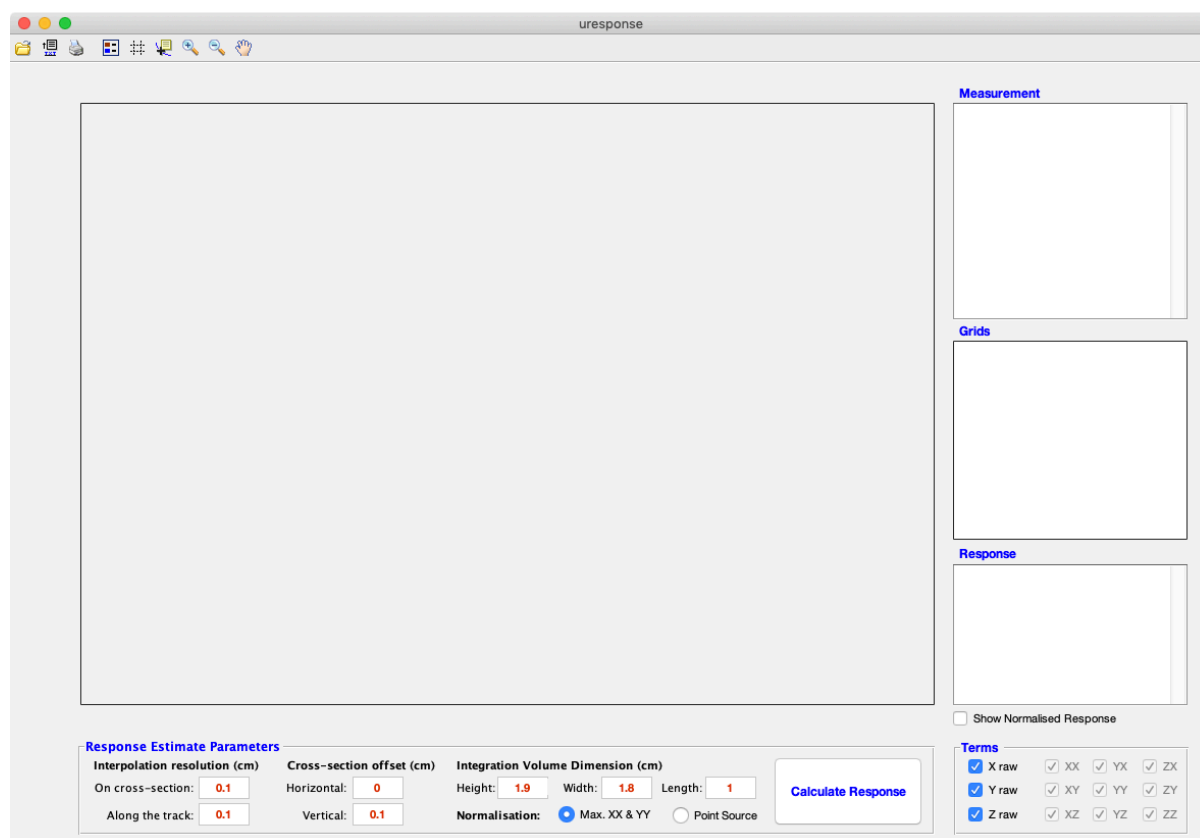 uresponse
TXT
Measurement
Grids
Response
Show Normalised Response
Response Estimate Parameters
Interpolation resolution (cm) Cross-section offset (cm) Integration Volume Dimension (cm)
On cross-section: 0.1 Horizontal: 0 Height: 1.9 Width: 1.8 Length: 1
Along the track: 0.1 Vertical: 0.1 Normalisation: Max. XX & YY Point Source
Calculate Response
Terms
X raw XX YX ZX
Y raw XY YY ZY
Z raw XZ YZ ZZ